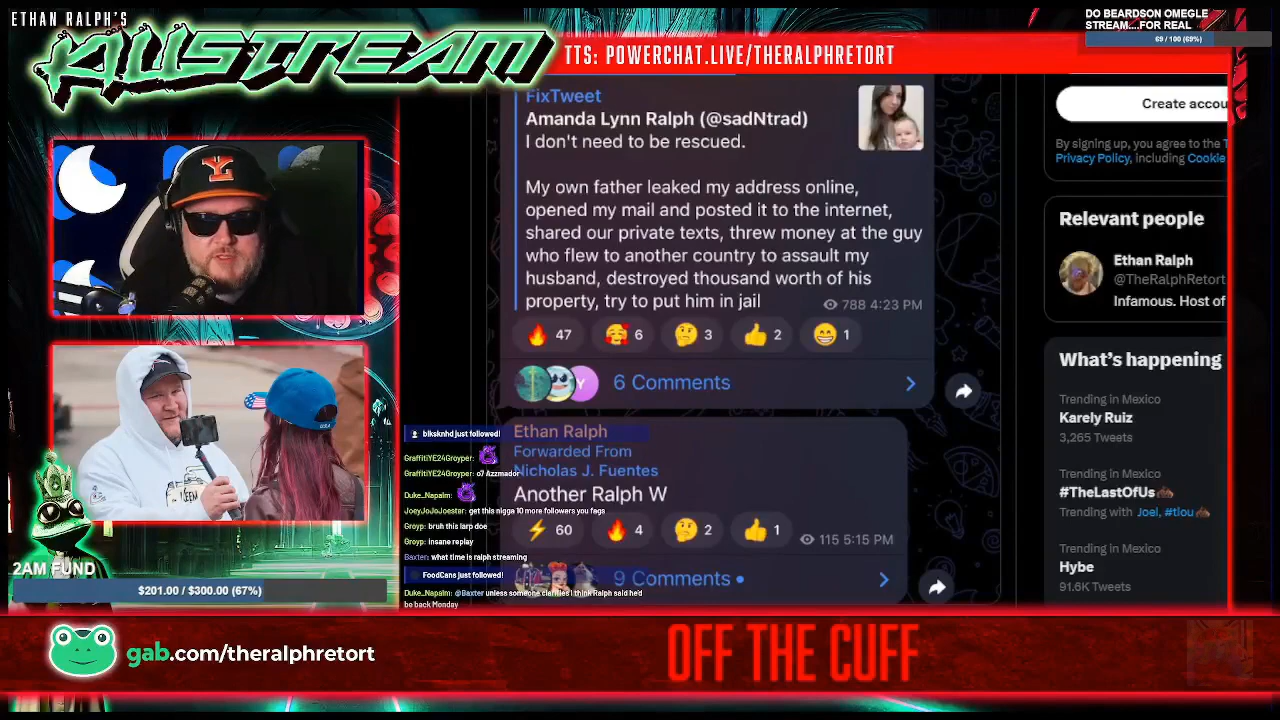 ETHAN RALPH'S
KILLSTREAM
TTS: POWERCHAT.LIVE/THERALPHRETORT
DO BEARDSON OMEGLE
STREAM....FOR REAL
69 / 100 (69%)
FixTweet
Amanda Lynn Ralph (@sadNtrad)
I don't need to be rescued.
My own father leaked my address online,
opened my mail and posted it to the internet,
shared our private texts, threw money at the guy
who flew to another country to assault my
husband, destroyed thousand worth of his
property, try to put him in jail
788 4:23 PM
47 6 3 2 1
6 Comments
Ethan Ralph
Forwarded From
Nicholas J. Fuentes
Another Ralph W
60 4 2 1
115 5:15 PM
9 Comments
blksknhd just followed!
GraffitiYE24Groyper:
GraffitiYE24Groyper: o7 Azzmador
Duke_Napalm:
JoeyJoJoJoestar: get this nigga 10 more followers you fags
Groyp: bruh this larp doe
Groyp: insane replay
Baxter: what time is ralph streaming
FoodCans just followed!
Duke_Napalm: @Baxter unless someone clarifies I think Ralph said he'd
be back Monday
Create accou
By signing up, you agree to the T
Privacy Policy, including Cookie
Relevant people
Ethan Ralph
@TheRalphRetort
Infamous. Host of
What's happening
Trending in Mexico
Karely Ruiz
3,265 Tweets
Trending in Mexico
#TheLastOfUs
Trending with Joel, #tlou
Trending in Mexico
Hybe
91.6K Tweets
Y
USA
2AM FUND
$201.00 / $300.00 (67%)
gab.com/theralphretort
OFF THE CUFF